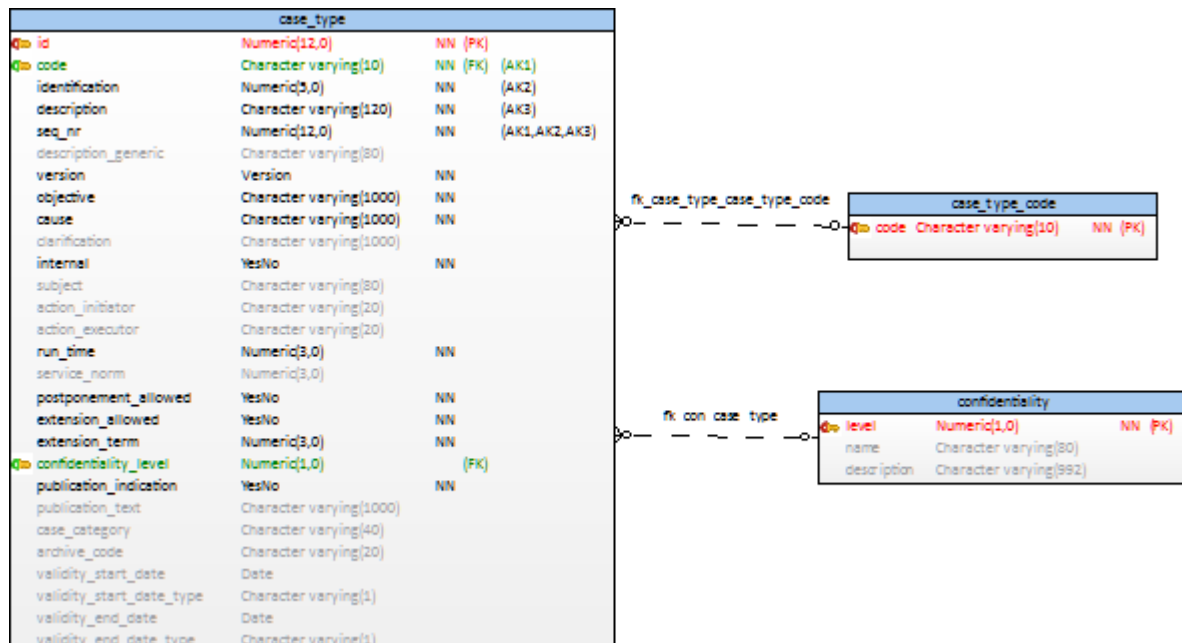 case_type
id Numeric(12,0) NN (PK)
code Character varying(10) NN (FK) (AK1)
identification Numeric(5,0) NN (AK2)
description Character varying(120) NN (AK3)
seq_nr Numeric(12,0) NN (AK1,AK2,AK3)
description_generic Character varying(80)
version Version NN
objective Character varying(1000) NN
cause Character varying(1000) NN
clarification Character varying(1000)
internal YesNo NN
subject Character varying(80)
action_initiator Character varying(20)
action_executor Character varying(20)
run_time Numeric(3,0) NN
service_norm Numeric(3,0)
postponement_allowed YesNo NN
extension_allowed YesNo NN
extension_term Numeric(3,0) NN
confidentiality_level Numeric(1,0) (FK)
publication_indication YesNo NN
publication_text Character varying(1000)
case_category Character varying(40)
archive_code Character varying(20)
validity_start_date Date
validity_start_date_type Character varying(1)
validity_end_date Date
validity_end_date_type Character varying(1)
fk_case_type_case_type_code
case_type_code
code Character varying(10) NN (PK)
fk_con_case_type
confidentiality
level Numeric(1,0) NN (PK)
name Character varying(80)
description Character varying(992)